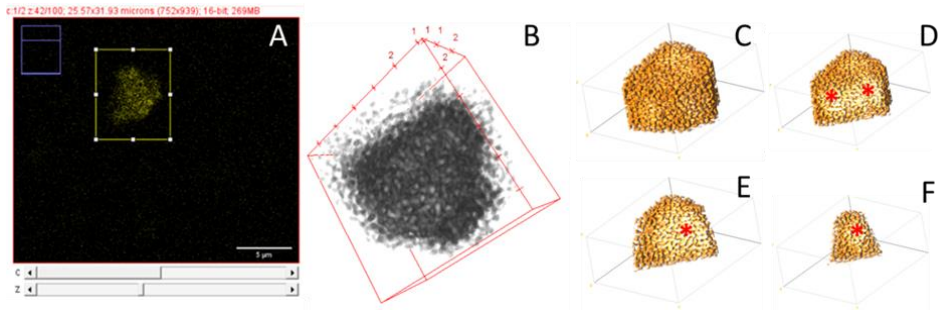 c:1/2 z:42/100; 25.57x31.93 microns (752x939); 16-bit; 269MB
A
5 µm
c
z
B
1 1 1
2 2
2
C
D
* *
E
*
F
*